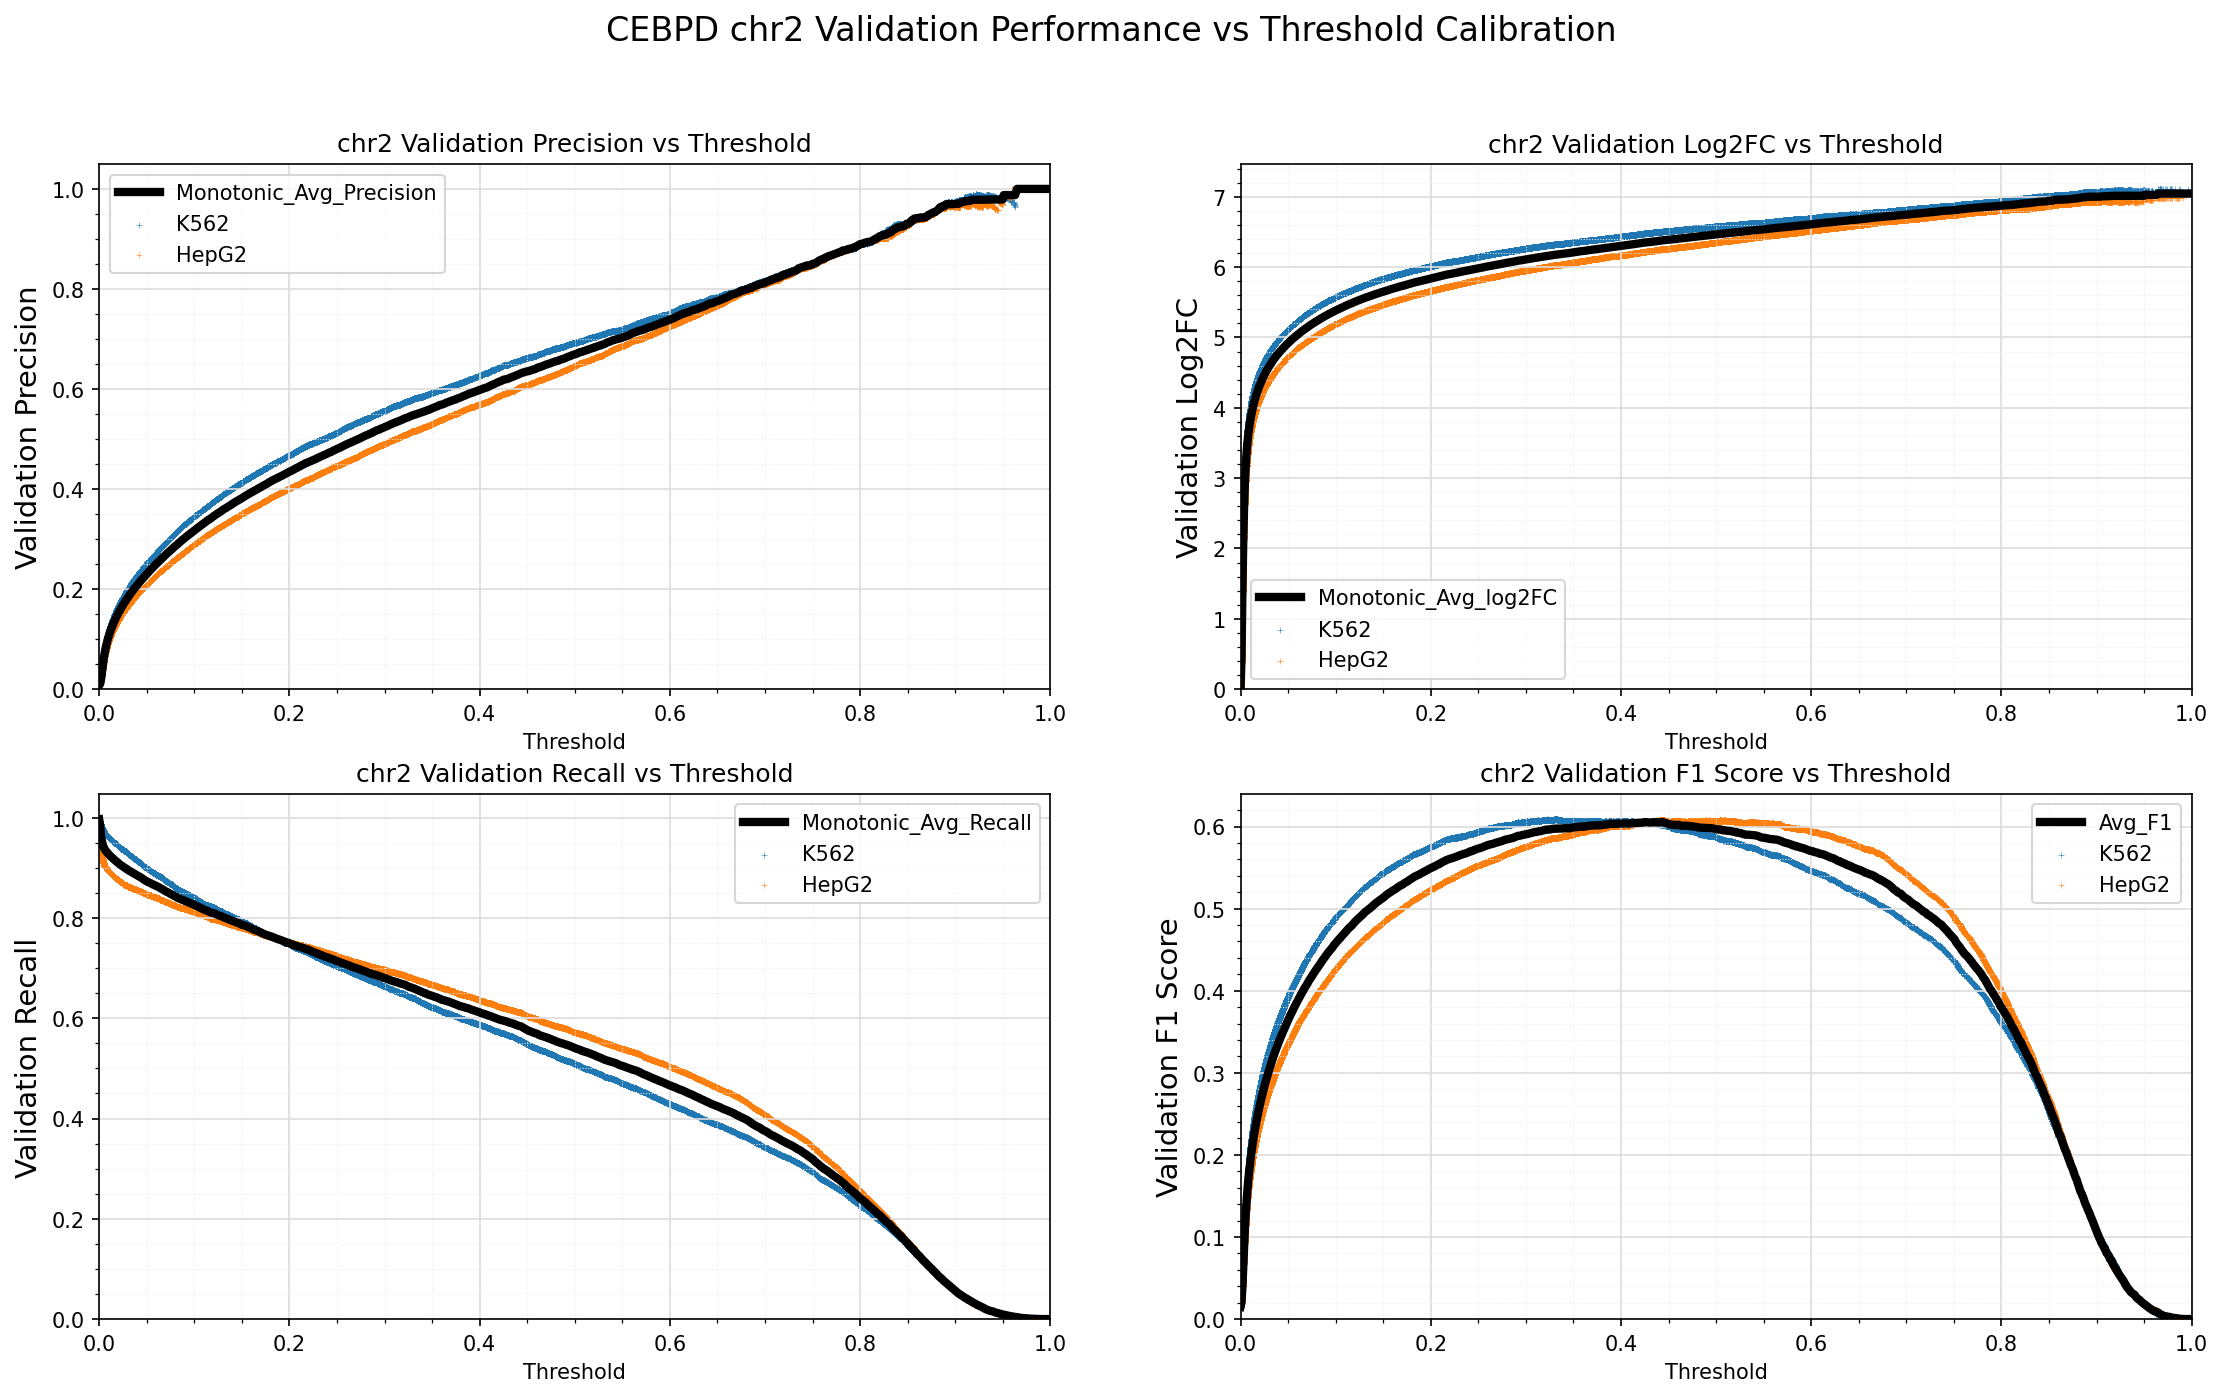 CEBPD chr2 Validation Performance vs Threshold Calibration
chr2 Validation Precision vs Threshold
Validation Precision
1.0
0.8
0.6
0.4
0.2
0.0
Monotonic_Avg_Precision
K562
HepG2
0.0 0.2 0.4 0.6 0.8 1.0
Threshold
chr2 Validation Log2FC vs Threshold
Validation Log2FC
7
6
5
4
3
2
1
0
Monotonic_Avg_log2FC
K562
HepG2
0.0 0.2 0.4 0.6 0.8 1.0
Threshold
chr2 Validation Recall vs Threshold
Validation Recall
1.0
0.8
0.6
0.4
0.2
0.0
Monotonic_Avg_Recall
K562
HepG2
0.0 0.2 0.4 0.6 0.8 1.0
Threshold
chr2 Validation F1 Score vs Threshold
Validation F1 Score
0.6
0.5
0.4
0.3
0.2
0.1
0.0
Avg_F1
K562
HepG2
0.0 0.2 0.4 0.6 0.8 1.0
Threshold